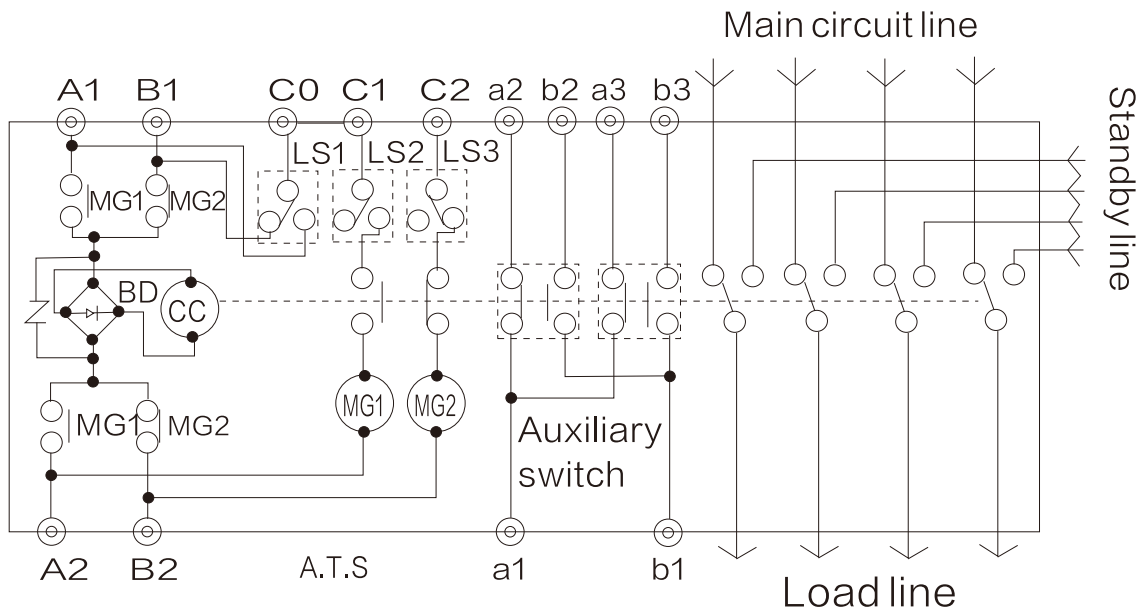 Main circuit line
A1 B1 C0 C1 C2 a2 b2 a3 b3
Standby line
LS1 LS2 LS3
MG1 MG2
BD CC
MG1 MG2
MG1 MG2
Auxiliary
switch
A2 B2 A.T.S a1 b1
Load line